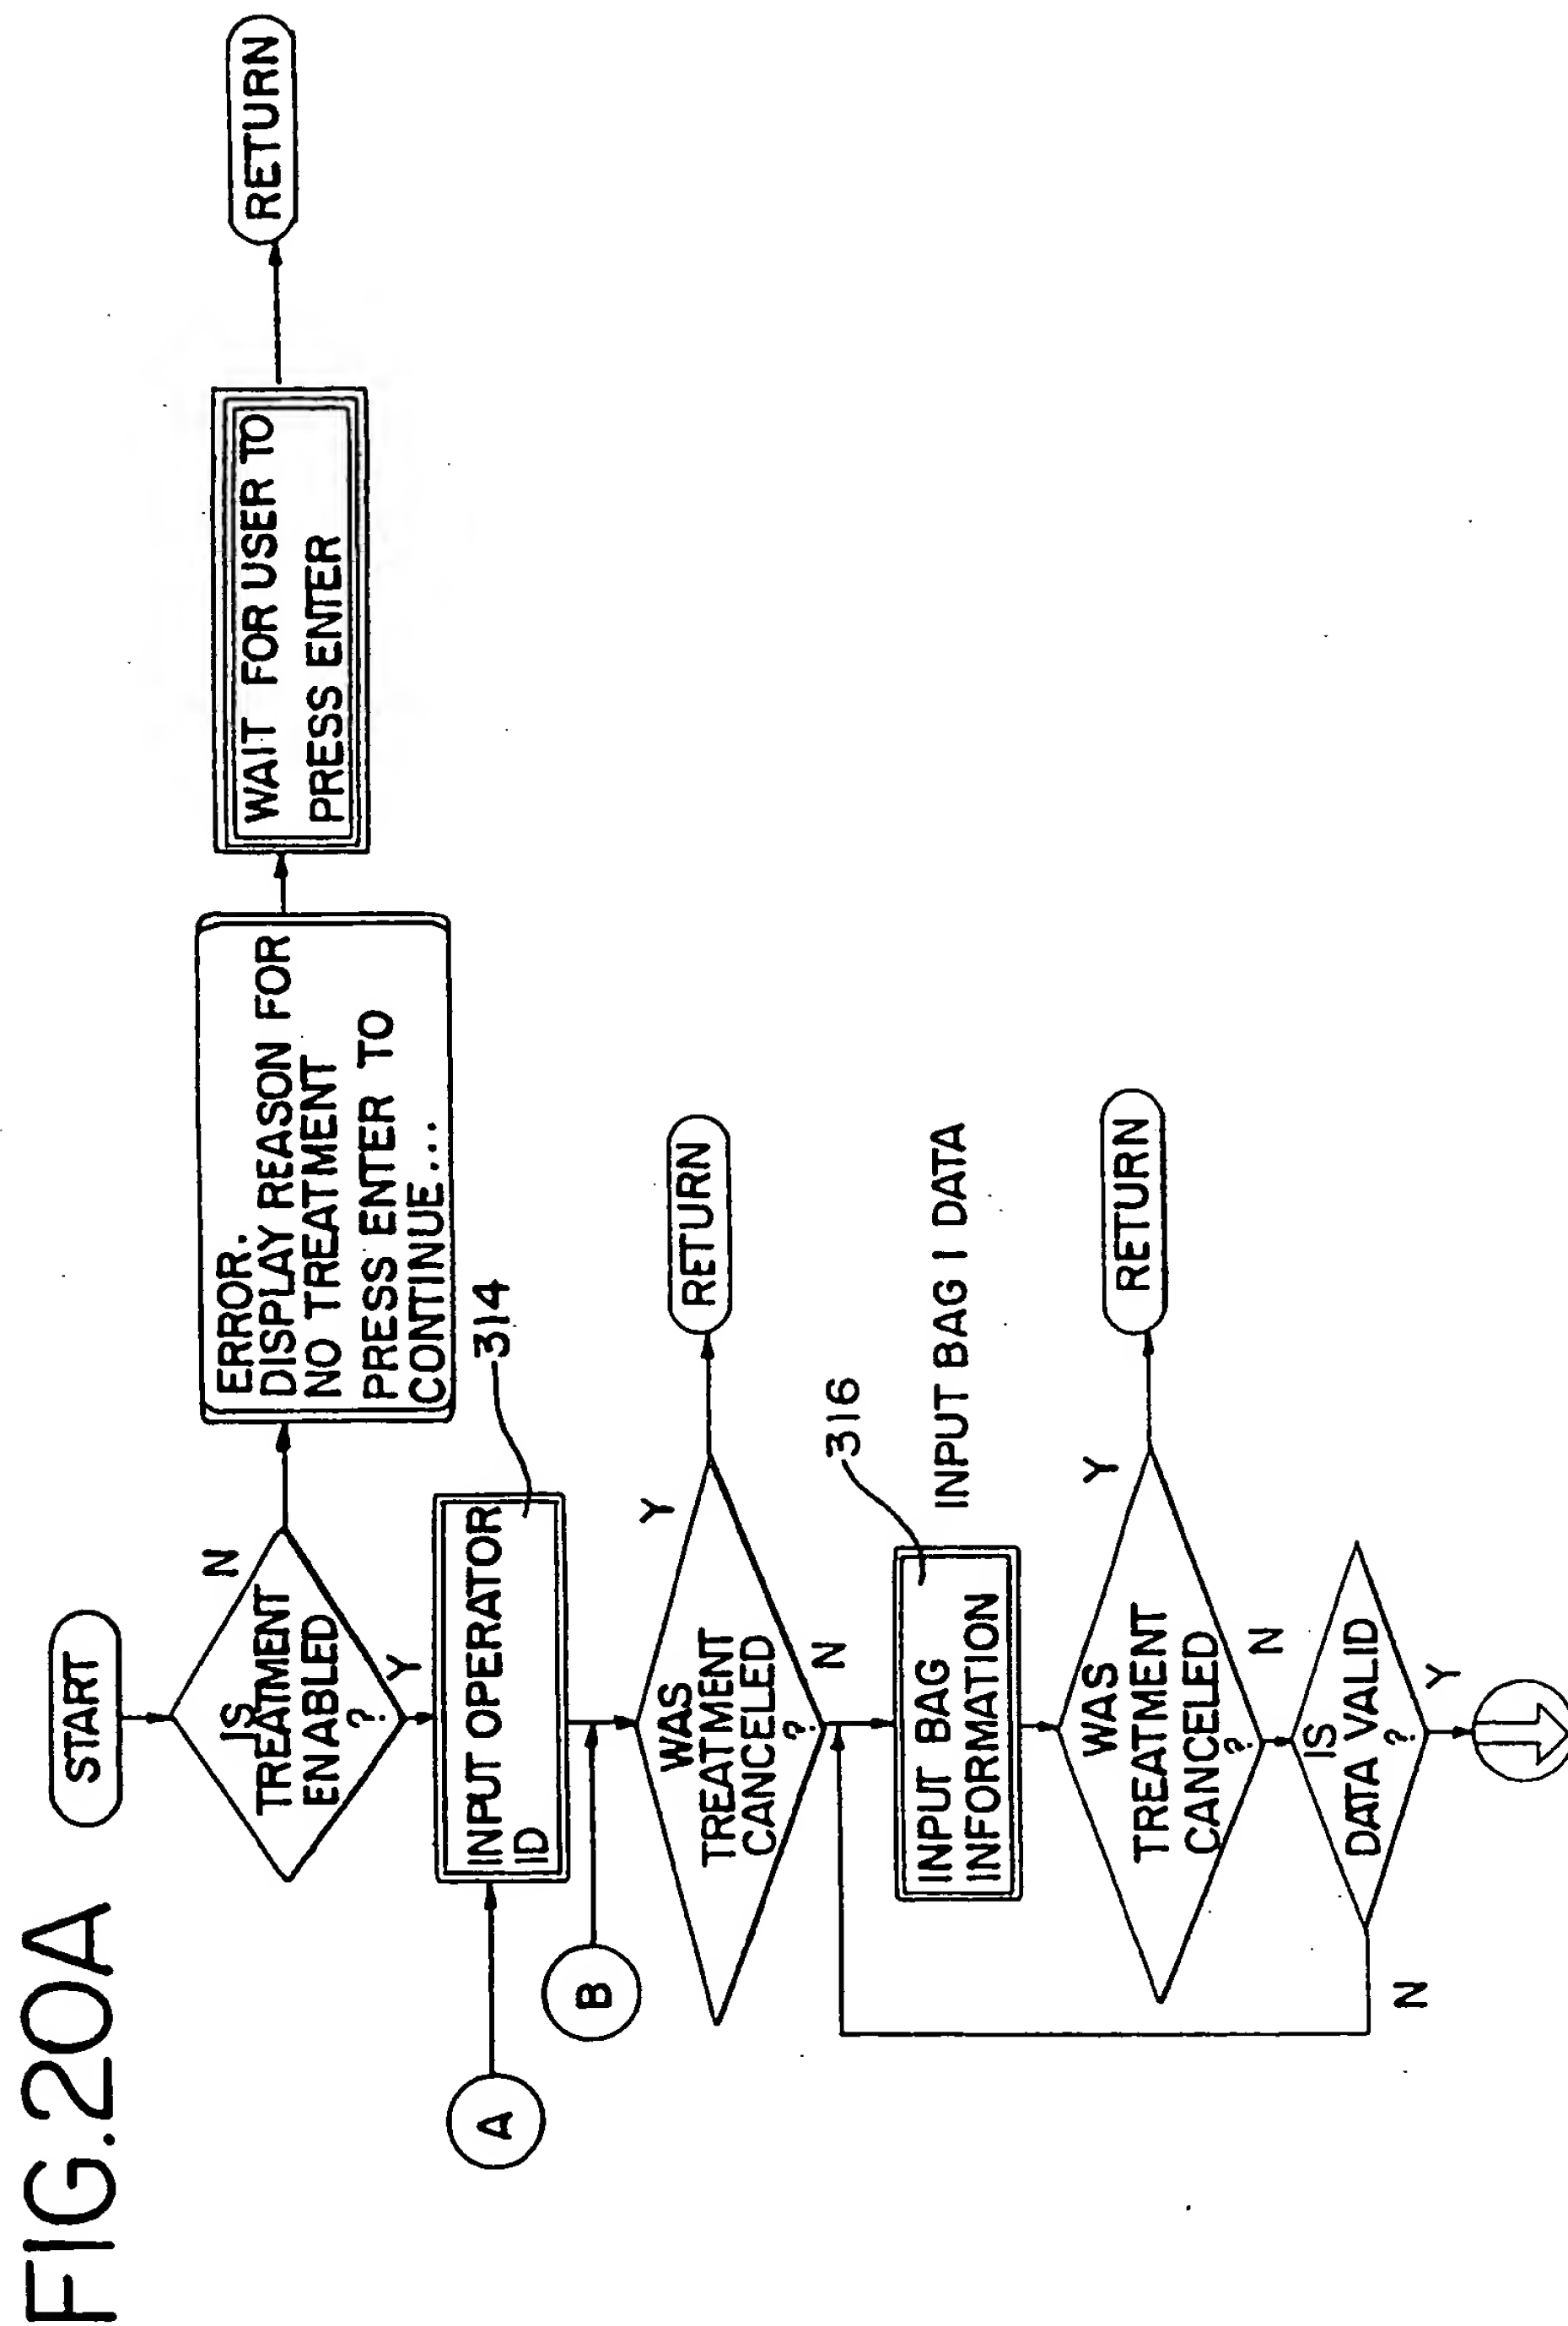 FIG.20A
START
IS
TREATMENT
ENABLED
?
N
Y
ERROR.
DISPLAY REASON FOR
NO TREATMENT
PRESS ENTER TO
CONTINUE...
WAIT FOR USER TO
PRESS ENTER
RETURN
A
INPUT OPERATOR
ID
314
B
WAS
TREATMENT
CANCELED
?
Y
RETURN
N
316
INPUT BAG
INFORMATION
INPUT BAG 1 DATA
WAS
TREATMENT
CANCELED
?
Y
RETURN
N
IS
DATA VALID
?
N
Y